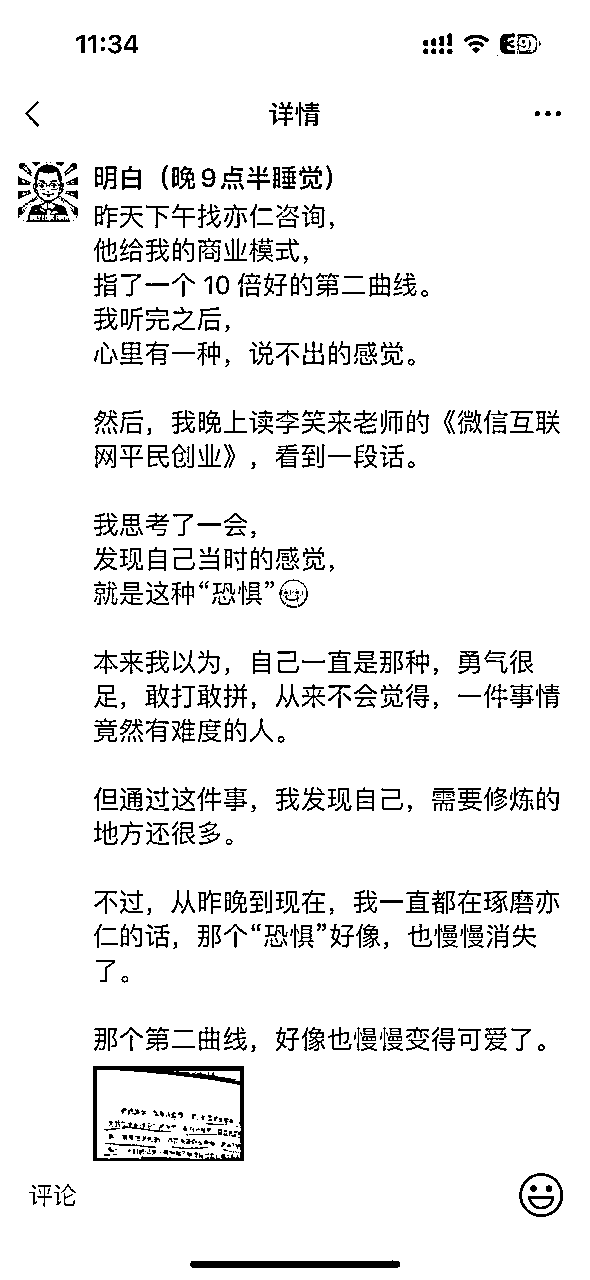 11:34
39
详情
明白（晚9点半睡觉）
昨天下午找亦仁咨询，
他给我的商业模式，
指了一个 10 倍好的第二曲线。
我听完之后，
心里有一种，说不出的感觉。
然后，我晚上读李笑来老师的《微信互联
网平民创业》，看到一段话。
我思考了一会，
发现自己当时的感觉，
就是这种“恐惧”
本来我以为，自己一直是那种，勇气很
足，敢打敢拼，从来不会觉得，一件事情
竟然有难度的人。
但通过这件事，我发现自己，需要修炼的
地方还很多。
不过，从昨晚到现在，我一直都在琢磨亦
仁的话，那个“恐惧”好像，也慢慢消失
了。
那个第二曲线，好像也慢慢变得可爱了。
评论